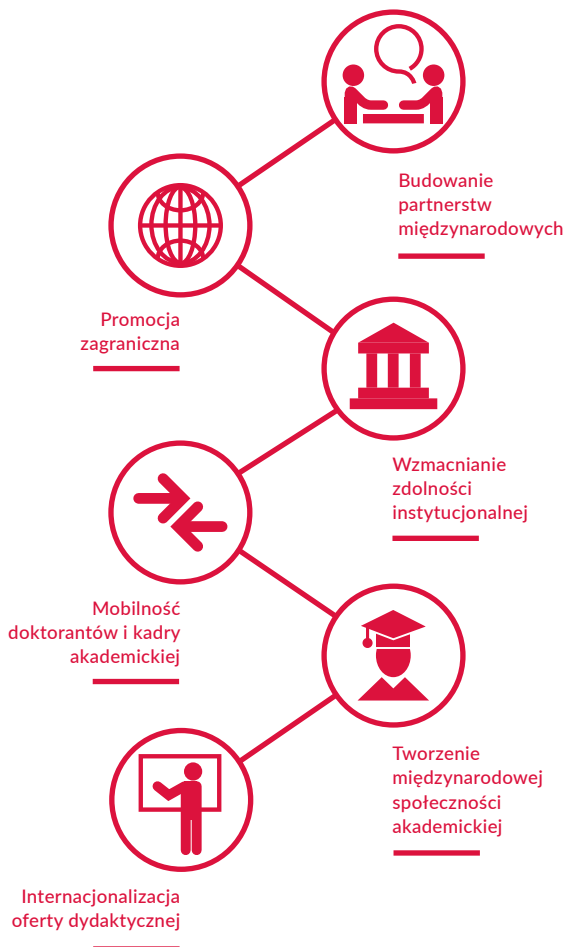 Budowanie
partnerstw
międzynarodowych
Promocja
zagraniczna
Wzmacnianie
zdolności
instytucjonalnej
Mobilność
doktorantów i kadry
akademickiej
Tworzenie
międzynarodowej
społeczności
akademickiej
Internacjonalizacja
oferty dydaktycznej